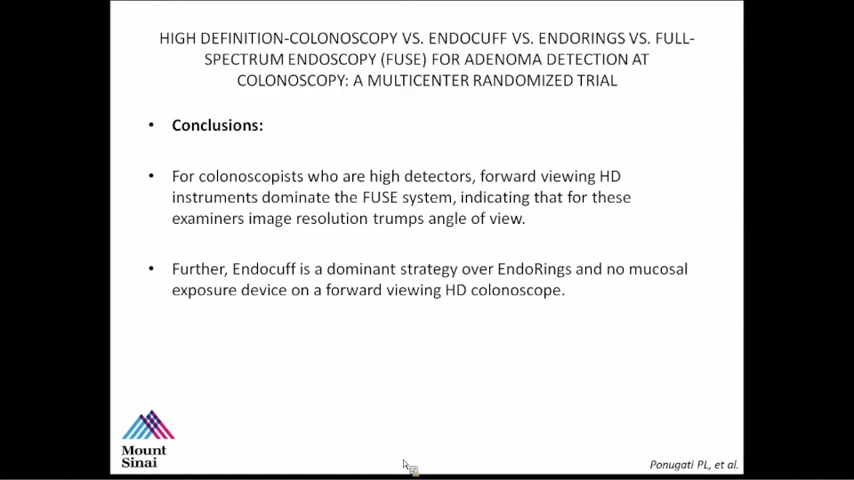 HIGH DEFINITION-COLONOSCOPY VS. ENDOCUFF VS. ENDORINGS VS. FULL-
SPECTRUM ENDOSCOPY (FUSE) FOR ADENOMA DETECTION AT
COLONOSCOPY: A MULTICENTER RANDOMIZED TRIAL
• Conclusions:
• For colonoscopists who are high detectors, forward viewing HD
instruments dominate the FUSE system, indicating that for these
examiners image resolution trumps angle of view.
• Further, Endocuff is a dominant strategy over EndoRings and no mucosal
exposure device on a forward viewing HD colonoscope.
Mount
Sinai
Ponugati PL, et al.